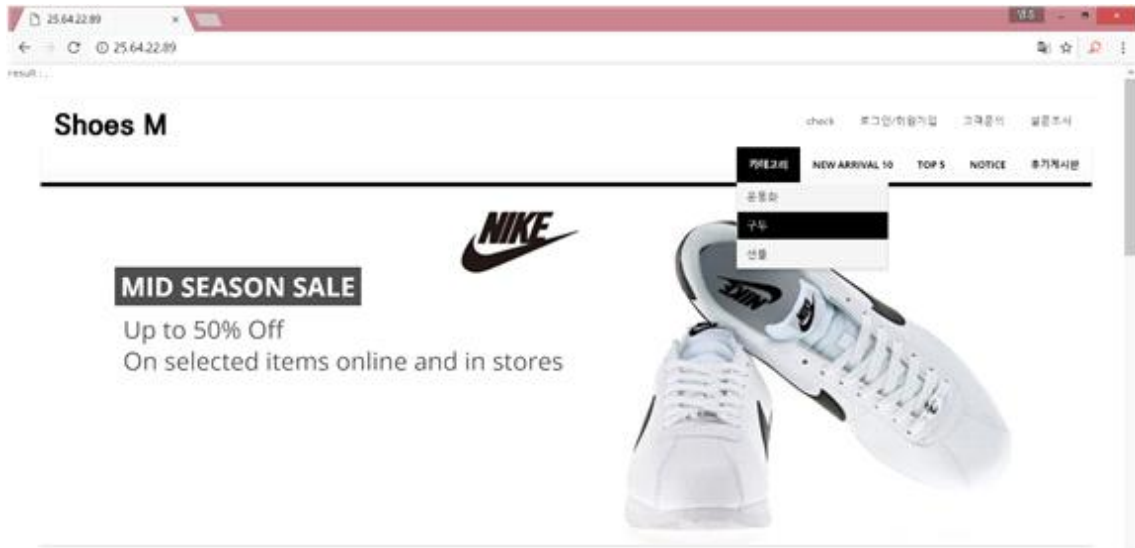 25.64.22.89
25.64.22.89
result : ..
Shoes M
check 로그인/회원가입 고객문의 설문조사
카테고리 NEW ARRIVAL 10 TOP 5 NOTICE 후기게시판
운동화
구두
샌들
NIKE
MID SEASON SALE
Up to 50% Off
On selected items online and in stores
NIKE